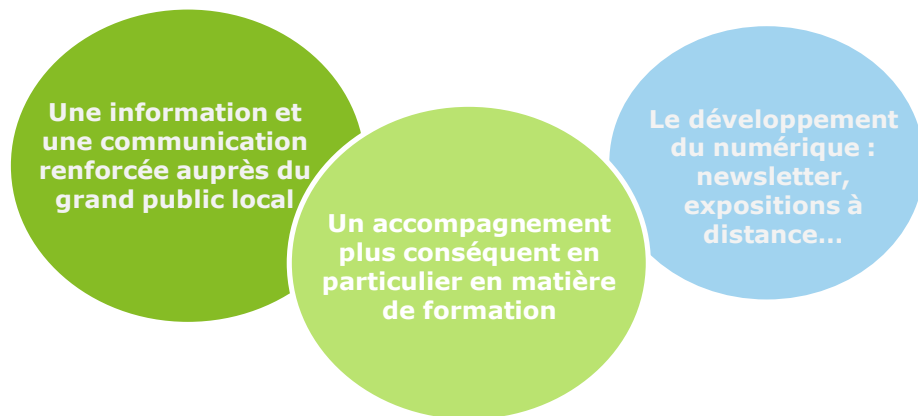 Une information et
une communication
renforcée auprès du
grand public local
Un accompagnement
plus conséquent en
particulier en matière
de formation
Le développement
du numérique :
newsletter,
expositions à
distance...